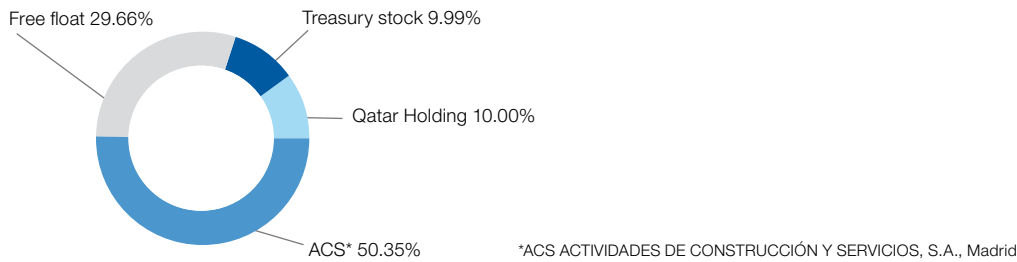 Free float 29.66%
Treasury stock 9.99%
Qatar Holding 10.00%
ACS* 50.35%
*ACS ACTIVIDADES DE CONSTRUCCIÓN Y SERVICIOS, S.A., Madrid